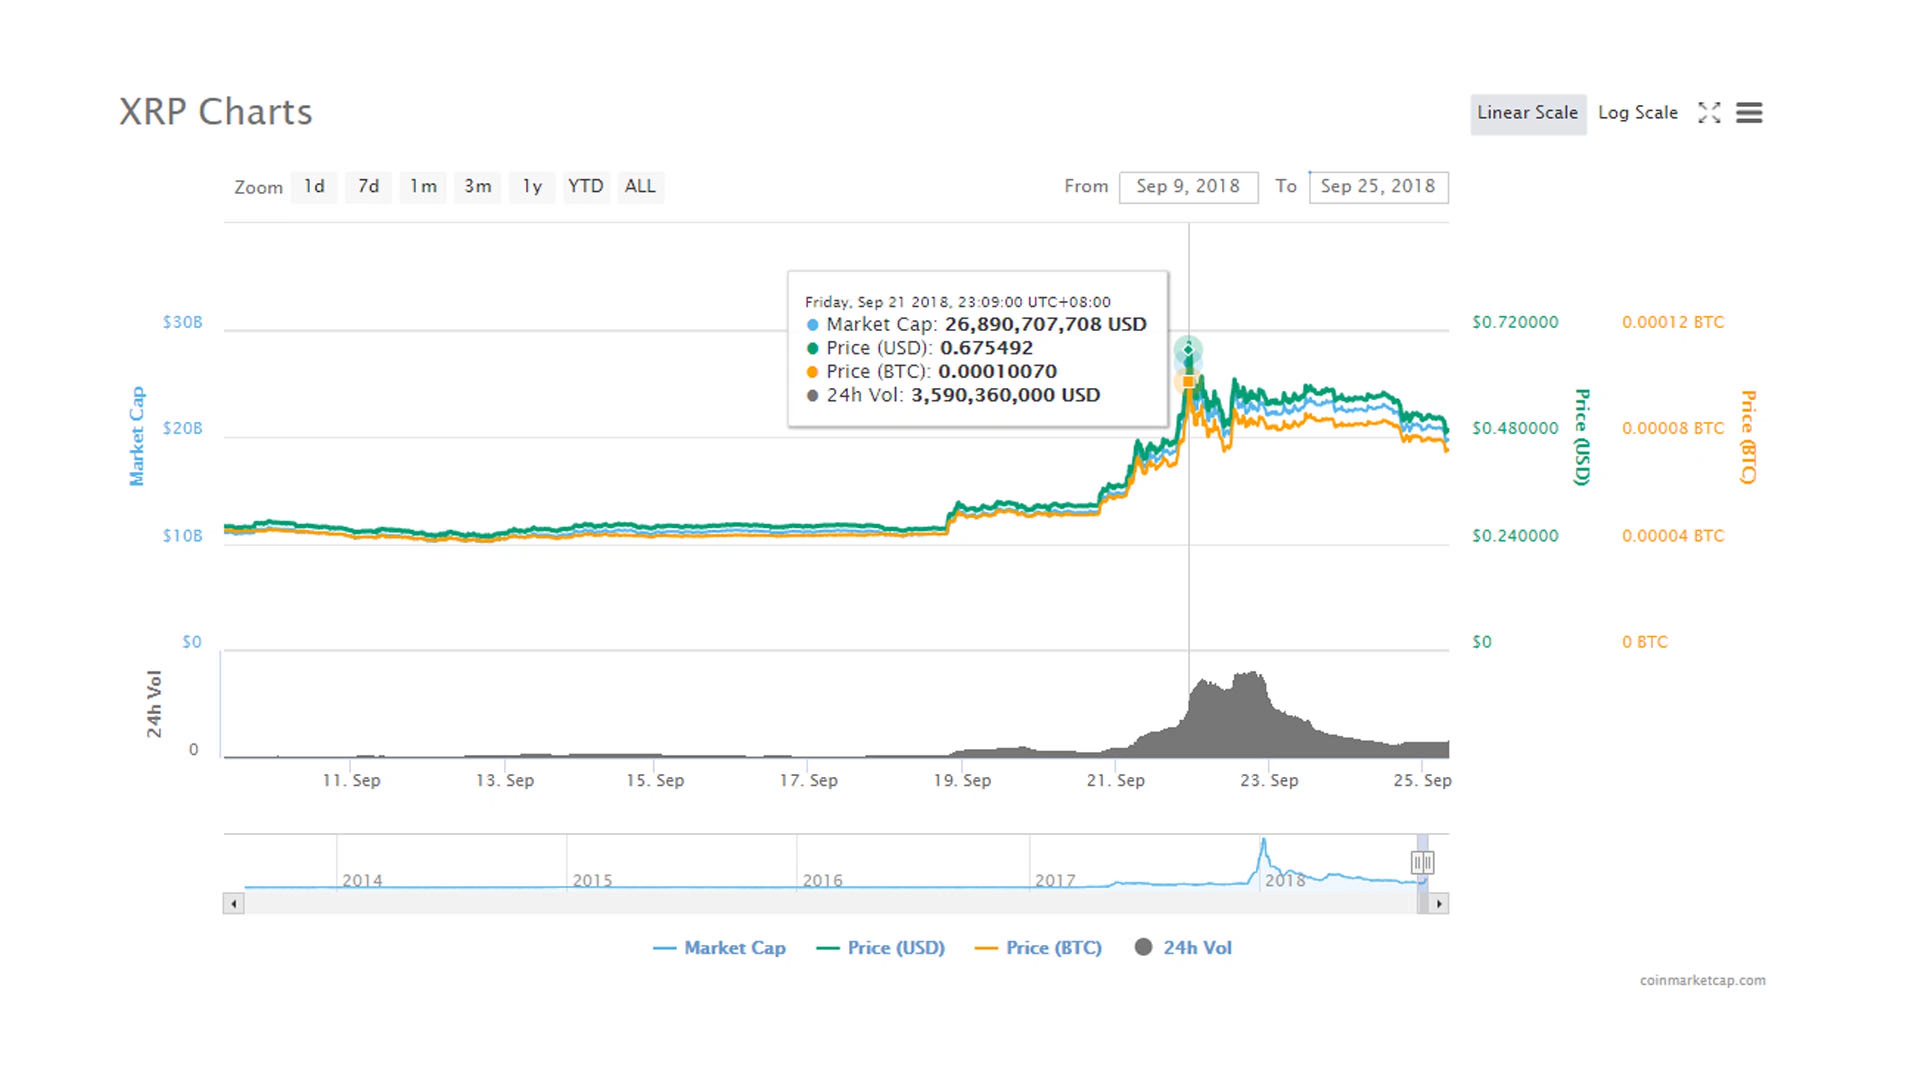 XRP Charts
Linear Scale Log Scale
Zoom 1d 7d 1m 3m 1y YTD ALL
From Sep 9, 2018 To Sep 25, 2018
Friday, Sep 21 2018, 23:09:00 UTC+08:00
Market Cap: 26,890,707,708 USD
Price (USD): 0.675492
Price (BTC): 0.00010070
24h Vol: 3,590,360,000 USD
$30B $0.720000 0.00012 BTC
$20B $0.480000 0.00008 BTC
$10B $0.240000 0.00004 BTC
$0 $0 0 BTC
Market Cap
Price (USD)
Price (BTC)
24h Vol
0
11. Sep 13. Sep 15. Sep 17. Sep 19. Sep 21. Sep 23. Sep 25. Sep
2014 2015 2016 2017 2018
Market Cap Price (USD) Price (BTC) 24h Vol
coinmarketcap.com